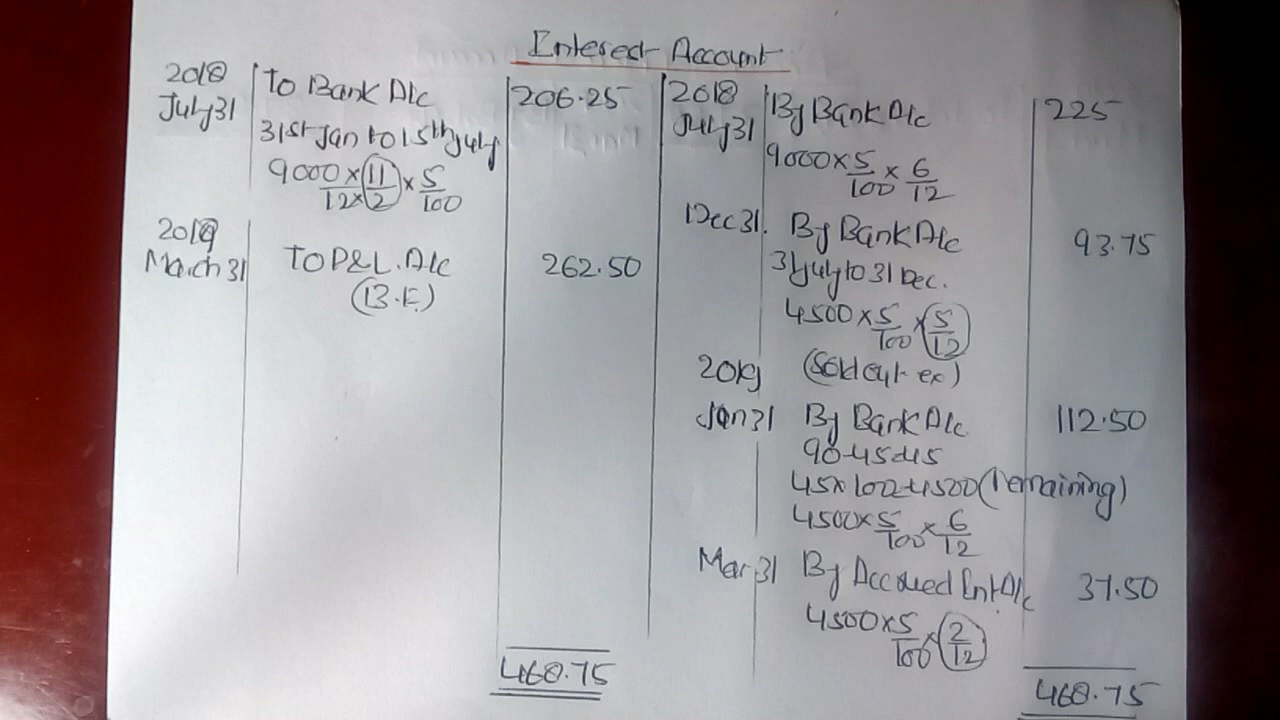 Interest Account
2018
July 31
To Bank A/c
206.25
31st Jan to 15th July
9000 × 11/12×2 × 5/100
2019
March 31
To P&L. A/c
262.50
(B.F)
468.75
2018
July 31
By Bank A/c
225
9000 × 5/100 × 6/12
Dec 31.
By Bank A/c
93.75
31 July to 31 Dec.
4500 × 5/100 × 5/12
2019
(Sold cut- ex)
Jan 31
By Bank A/c
112.50
90-45=45
45×100=4500 (remaining)
4500 × 5/100 × 6/12
Mar 31
By Accrued Int A/c
37.50
4500 × 5/100 × 2/12
468.75